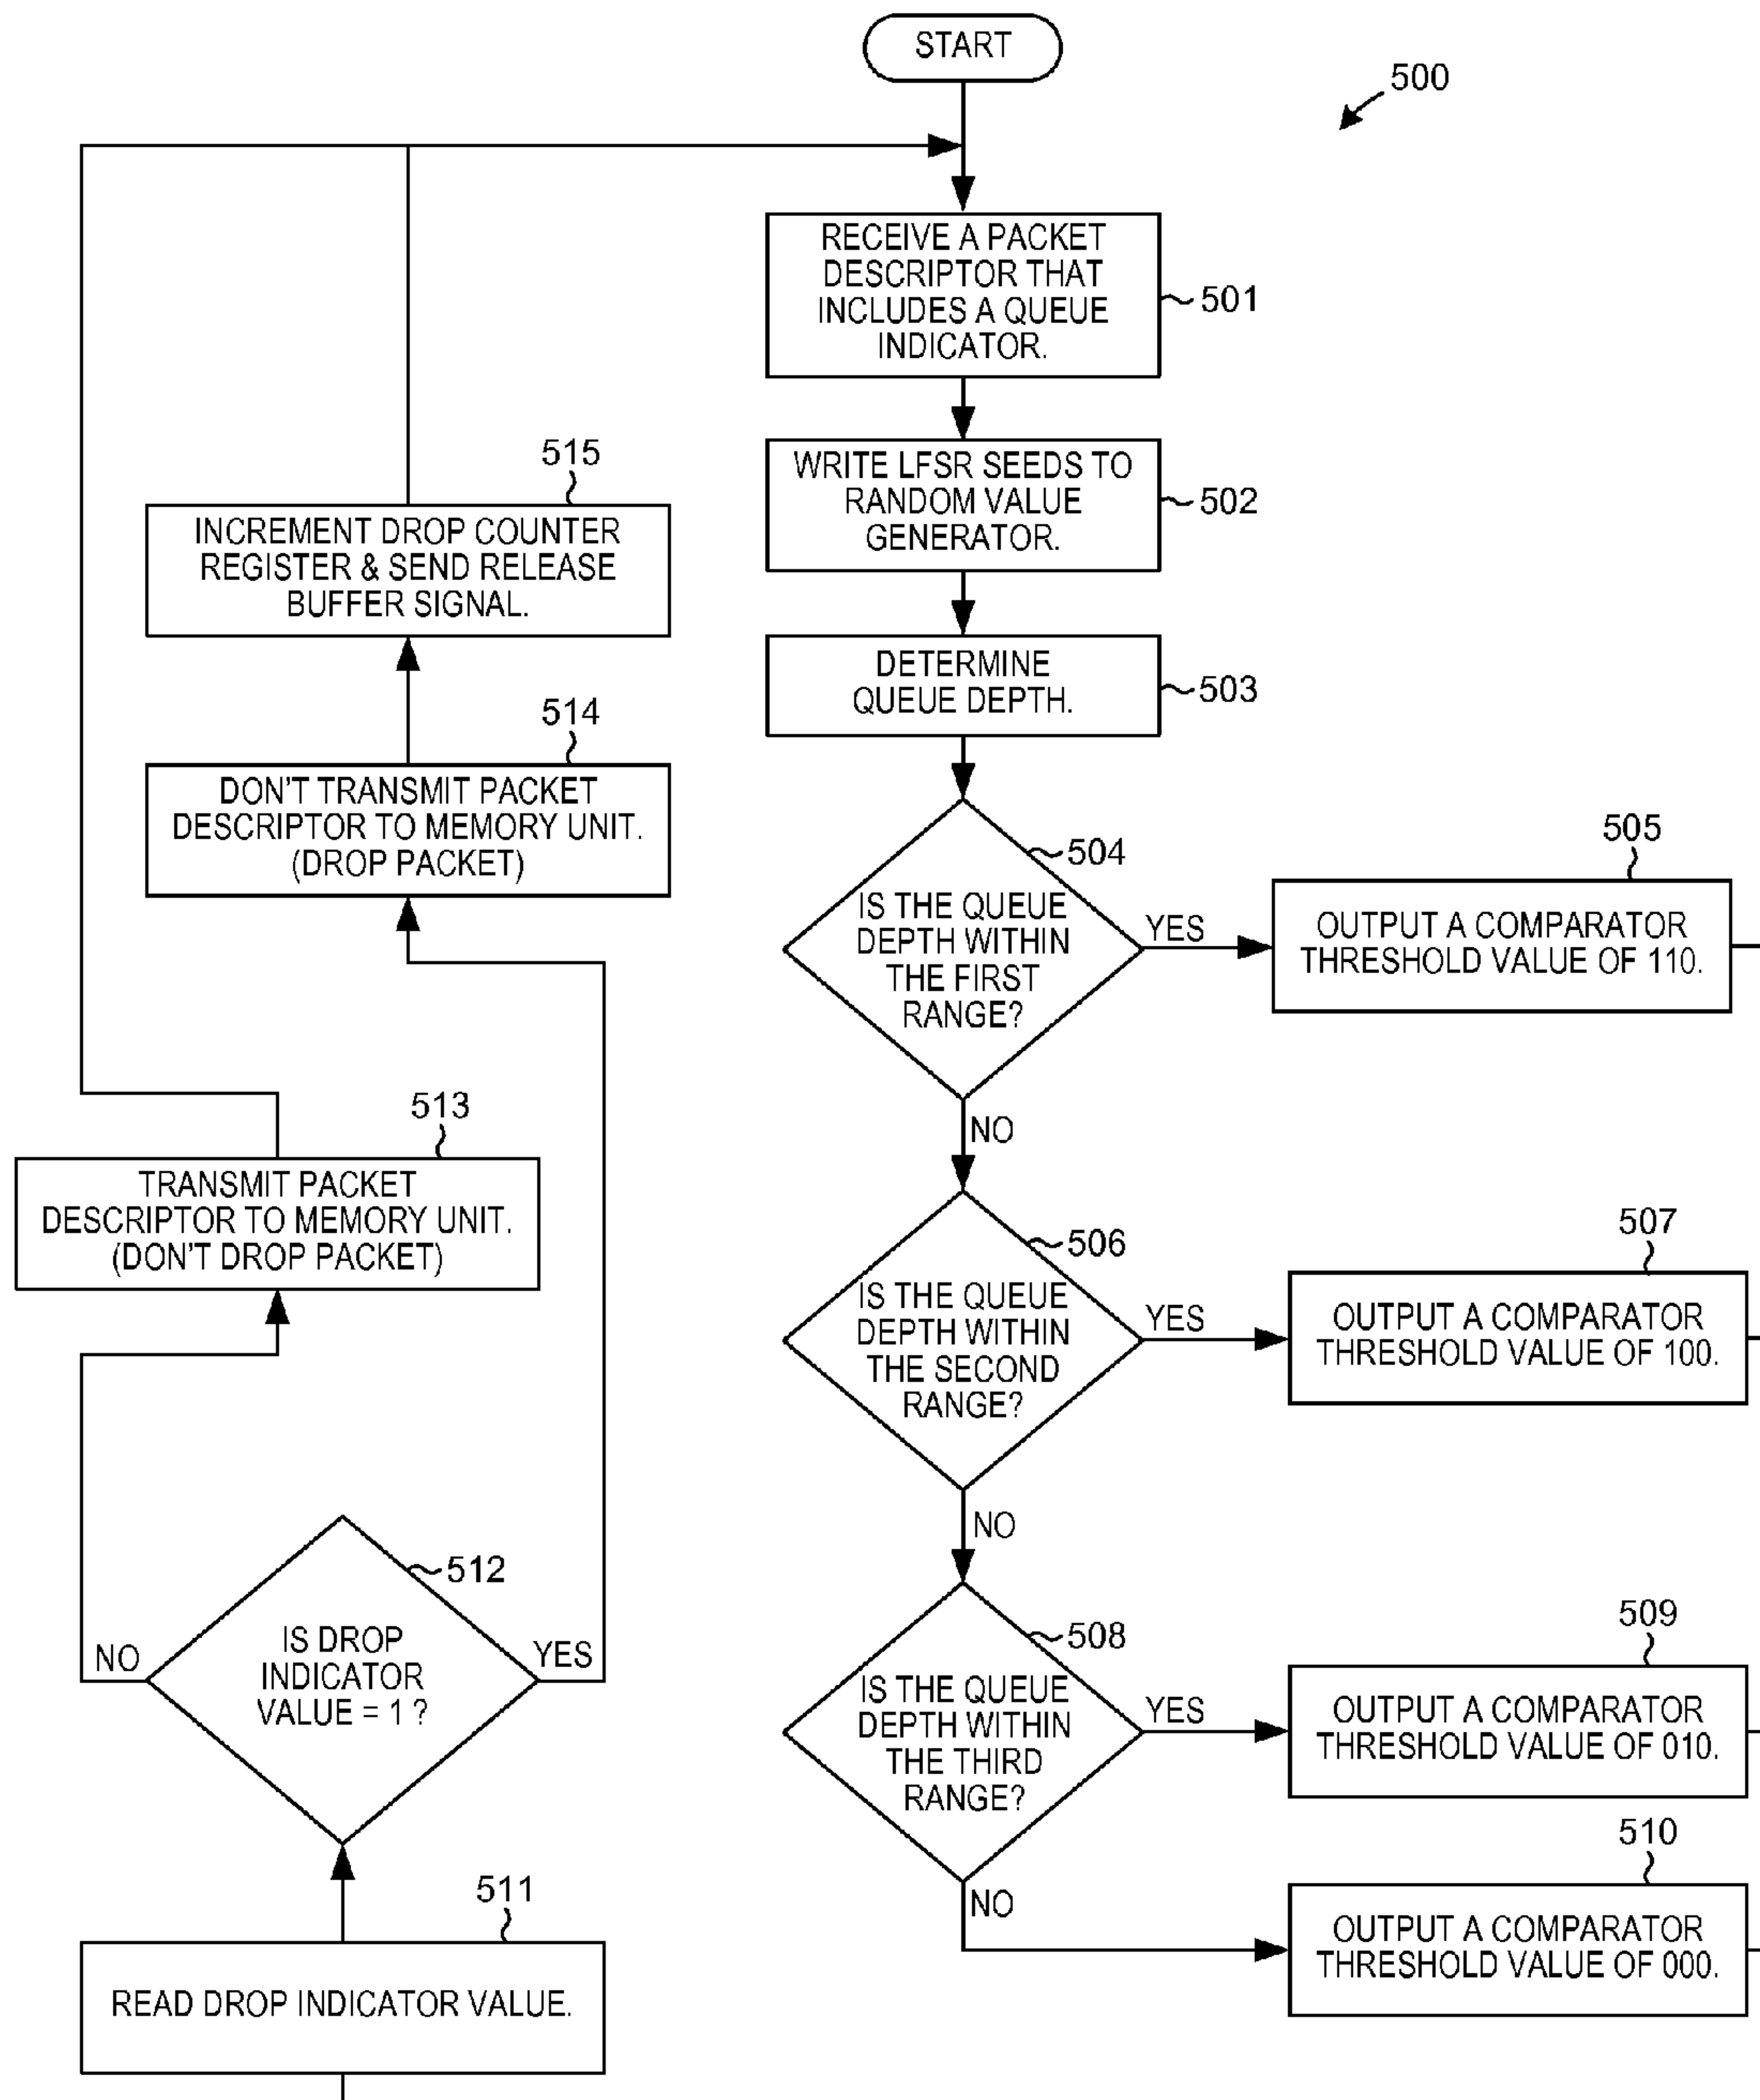 START
500
RECEIVE A PACKET
DESCRIPTOR THAT
INCLUDES A QUEUE
INDICATOR.
501
WRITE LFSR SEEDS TO
RANDOM VALUE
GENERATOR.
502
DETERMINE
QUEUE DEPTH.
503
504
IS THE QUEUE
DEPTH WITHIN
THE FIRST
RANGE?
YES
NO
505
OUTPUT A COMPARATOR
THRESHOLD VALUE OF 110.
506
IS THE QUEUE
DEPTH WITHIN
THE SECOND
RANGE?
YES
NO
507
OUTPUT A COMPARATOR
THRESHOLD VALUE OF 100.
508
IS THE QUEUE
DEPTH WITHIN
THE THIRD
RANGE?
YES
NO
509
OUTPUT A COMPARATOR
THRESHOLD VALUE OF 010.
510
OUTPUT A COMPARATOR
THRESHOLD VALUE OF 000.
511
READ DROP INDICATOR VALUE.
512
IS DROP
INDICATOR
VALUE = 1 ?
NO
YES
513
TRANSMIT PACKET
DESCRIPTOR TO MEMORY UNIT.
(DON'T DROP PACKET)
514
DON'T TRANSMIT PACKET
DESCRIPTOR TO MEMORY UNIT.
(DROP PACKET)
515
INCREMENT DROP COUNTER
REGISTER & SEND RELEASE
BUFFER SIGNAL.